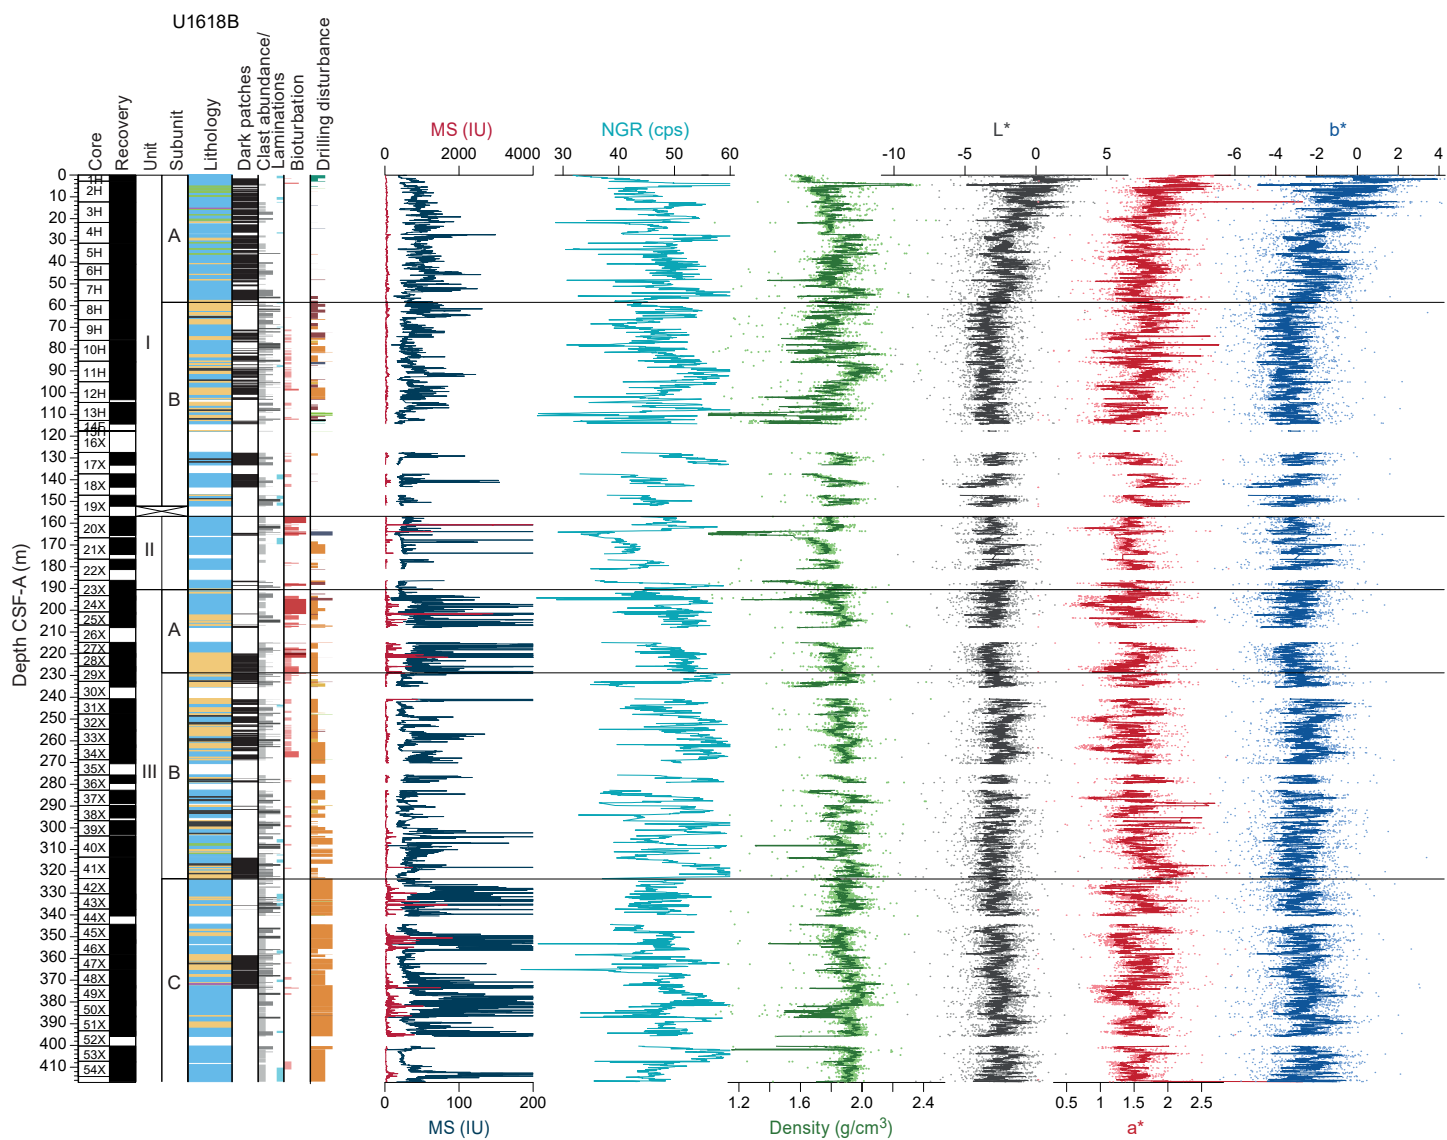 U1618B
Core
Recovery
Unit
Subunit
Lithology
Dark patches
Clast abundance/
Laminations
Bioturbation
Drilling disturbance
MS (IU)
NGR (cps)
L*
b*
0 2000 4000
30 40 50 60
-10 -5 0 5
-6 -4 -2 0 2 4
Depth CSF-A (m)
0
10
20
30
40
50
60
70
80
90
100
110
120
130
140
150
160
170
180
190
200
210
220
230
240
250
260
270
280
290
300
310
320
330
340
350
360
370
380
390
400
410
1H
2H
3H
4H
5H
6H
7H
8H
9H
10H
11H
12H
13H
14F
15H
16X
17X
18X
19X
20X
21X
22X
23X
24X
25X
26X
27X
28X
29X
30X
31X
32X
33X
34X
35X
36X
37X
38X
39X
40X
41X
42X
43X
44X
45X
46X
47X
48X
49X
50X
51X
52X
53X
54X
I
II
III
A
B
A
B
C
0 100 200
1.2 1.6 2.0 2.4
0.5 1 1.5 2 2.5
MS (IU)
Density (g/cm³)
a*